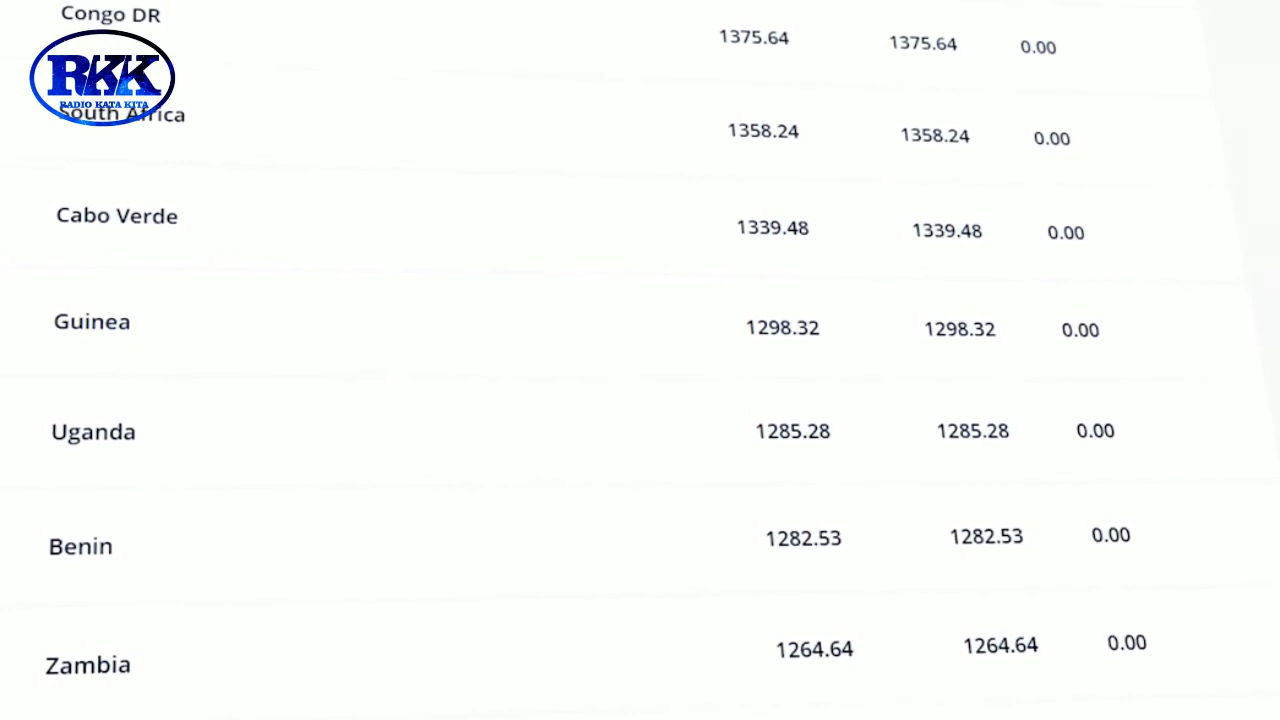 Congo DR 1375.64 1375.64 0.00
RKK
RADIO KATA KITA
South Africa 1358.24 1358.24 0.00
Cabo Verde 1339.48 1339.48 0.00
Guinea 1298.32 1298.32 0.00
Uganda 1285.28 1285.28 0.00
Benin 1282.53 1282.53 0.00
Zambia 1264.64 1264.64 0.00